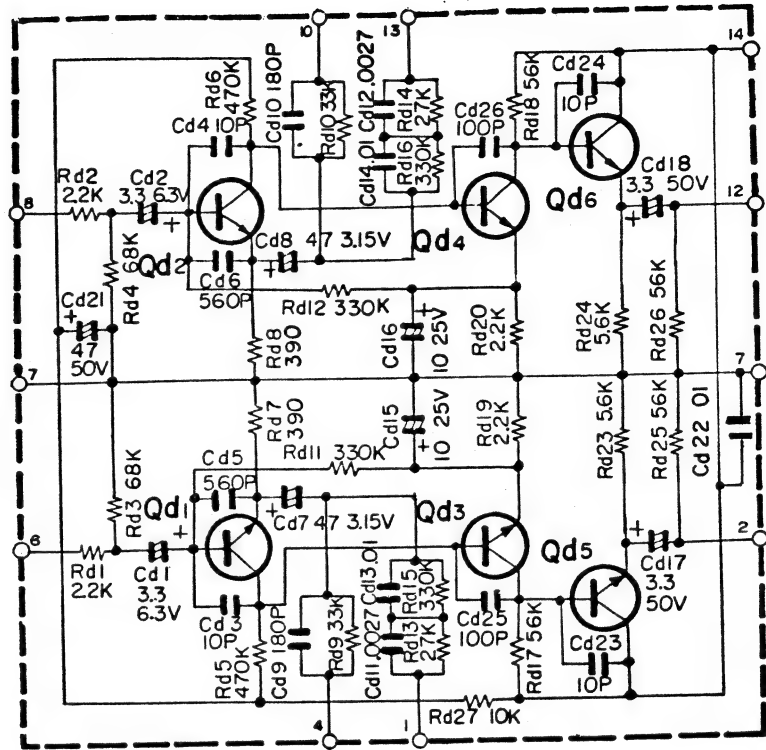 10
13
14
Rd6 470K
Cd10 180P
Rd10 33K
Cd12 .0027
Rd14 2.7K
Cd14 .01
Rd16 330K
Rd18 56K
Cd24
10P
Cd4 10P
Cd26
100P
Rd2
2.2K
Cd2
3.3 6.3V
+
8
Qd2
Cd8 47 3.15V
+
Qd4
Qd6
Cd18
3.3 50V
+
12
Rd4 68K
Cd6
560P
Rd12 330K
+
Cd21
47
50V
+
Rd8
390
Cd16
10 25V
+
Rd20
2.2K
Rd24
5.6K
Rd26 56K
7
7
Rd7
390
Cd15
10 25V
+
Rd19
2.2K
Rd23 5.6K
Rd25 56K
Cd22 .01
Rd11 330K
Rd3 68K
Cd5
560P
Qd1
Cd7 47 3.15V
+
Qd3
Qd5
6
Rd1
2.2K
Cd1
3.3
6.3V
+
Cd3
10P
Cd13 .01
Rd15
330K
+
Cd17
3.3
50V
2
Cd25
100P
Rd5
470K
Cd9 180P
Rd9 33K
Cd11 .0027
Rd13
2.7K
Rd17 56K
Cd23
10P
Rd27 10K
4
1